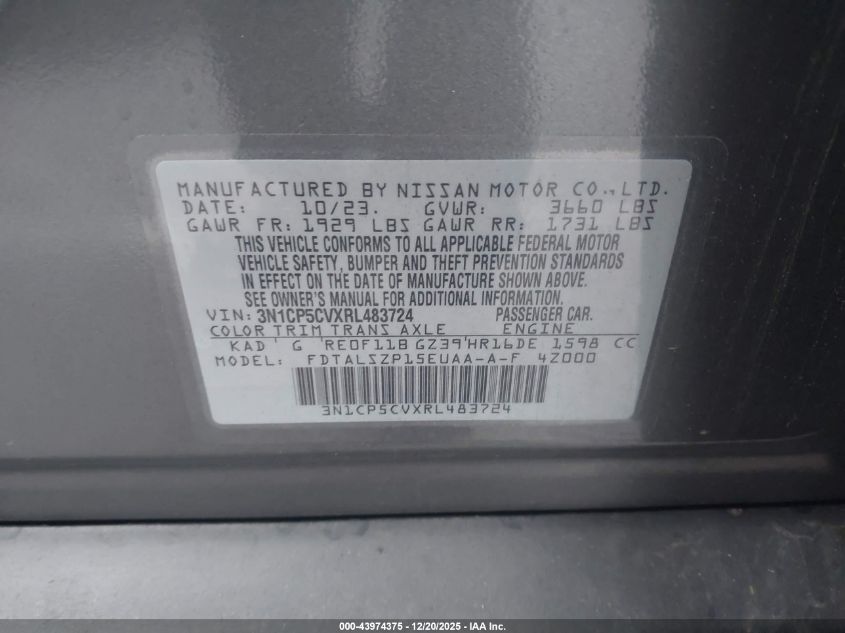 MANUFACTURED BY NISSAN MOTOR CO.,LTD.
DATE: 10/23. GVWR: 3660 LBS
GAWR FR: 1929 LBS GAWR RR: 1731 LBS
THIS VEHICLE CONFORMS TO ALL APPLICABLE FEDERAL MOTOR
VEHICLE SAFETY, BUMPER AND THEFT PREVENTION STANDARDS
IN EFFECT ON THE DATE OF MANUFACTURE SHOWN ABOVE.
SEE OWNER'S MANUAL FOR ADDITIONAL INFORMATION.
VIN: 3N1CP5CVXRL483724 PASSENGER CAR.
COLOR TRIM TRANS AXLE ENGINE
KAD ' G ' RE0F11B GZ39 ' HR16DE 1598 CC
MODEL: FDTALSZP15EUAA-A-F 4Z000
3N1CP5CVXRL483724
000-43974375 - 12/20/2025 - IAA Inc.